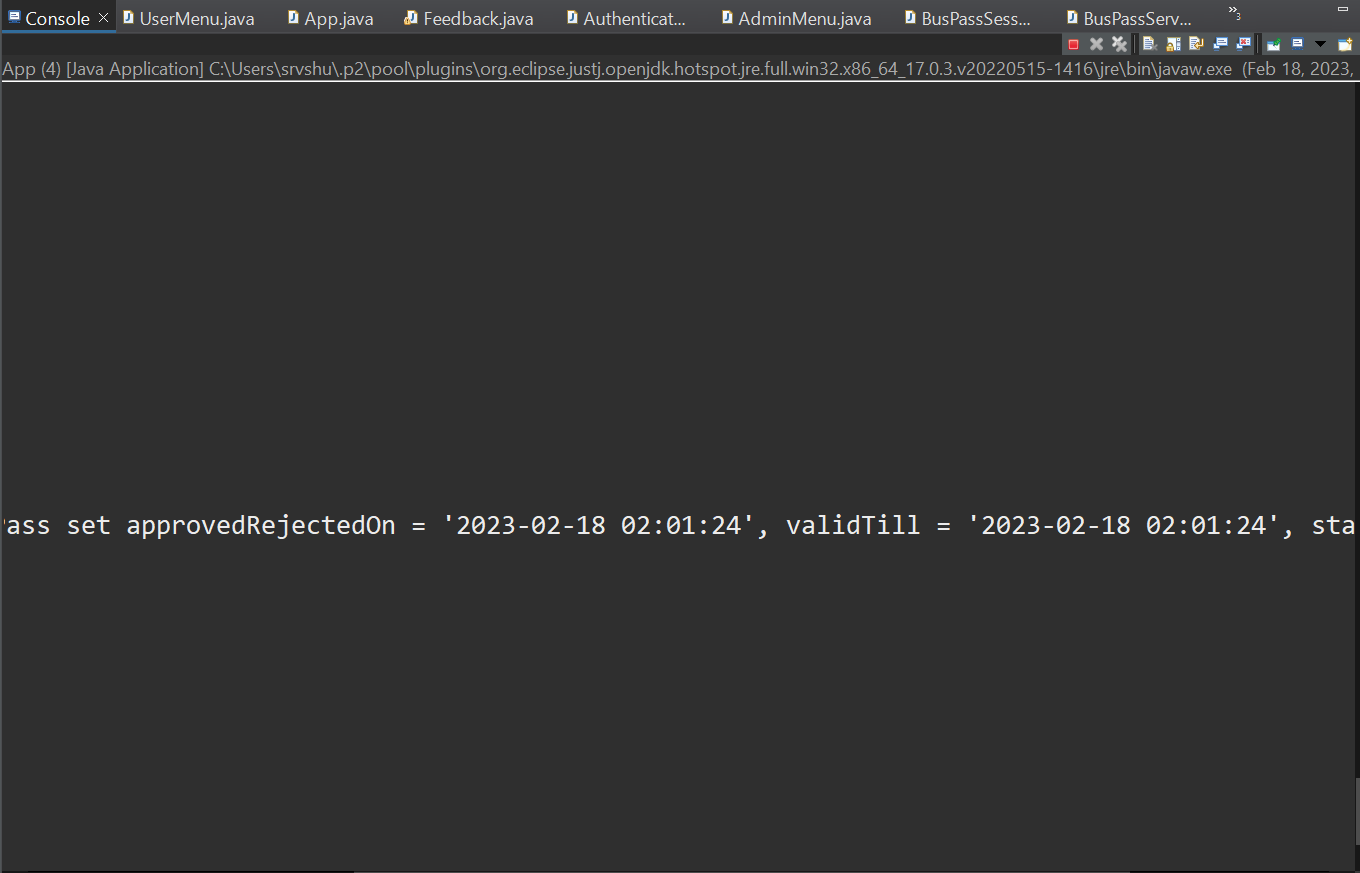 Console UserMenu.java App.java Feedback.java Authenticat... AdminMenu.java BusPassSess... BusPassServ... »3
App (4) [Java Application] C:\Users\srvshu\.p2\pool\plugins\org.eclipse.justj.openjdk.hotspot.jre.full.win32.x86_64_17.0.3.v20220515-1416\jre\bin\javaw.exe (Feb 18, 2023,
ass set approvedRejectedOn = '2023-02-18 02:01:24', validTill = '2023-02-18 02:01:24', sta